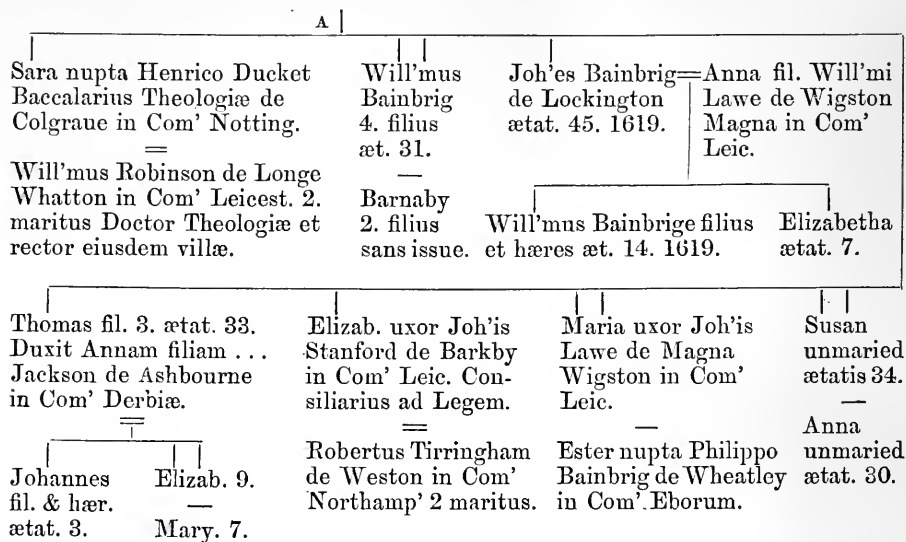 A
Sara nupta Henrico Ducket
Baccalarius Theologiæ de
Colgraue in Com' Notting.
=
Will'mus Robinson de Longe
Whatton in Com' Leicest. 2.
maritus Doctor Theologiæ et
rector eiusdem villæ.
Will'mus
Bainbrig
4. filius
æt. 31.
—
Barnaby
2. filius
sans issue.
Joh'es Bainbrig=Anna fil. Will'mi
de Lockington Lawe de Wigston
ætat. 45. 1619. Magna in Com'
Leic.
Will'mus Bainbrige filius
et hæres æt. 14. 1619.
Elizabetha
ætat. 7.
Thomas fil. 3. ætat. 33.
Duxit Annam filiam ...
Jackson de Ashbourne
in Com' Derbiæ.
=
Johannes
fil. & hær.
ætat. 3.
Elizab. 9.
—
Mary. 7.
Elizab. uxor Joh'is
Stanford de Barkby
in Com' Leic. Con-
siliarius ad Legem.
=
Robertus Tirringham
de Weston in Com'
Northamp' 2 maritus.
Maria uxor Joh'is
Lawe de Magna
Wigston in Com'
Leic.
—
Ester nupta Philippo
Bainbrig de Wheatley
in Com'. Eborum.
Susan
unmaried
ætatis 34.
—
Anna
unmaried
ætat. 30.